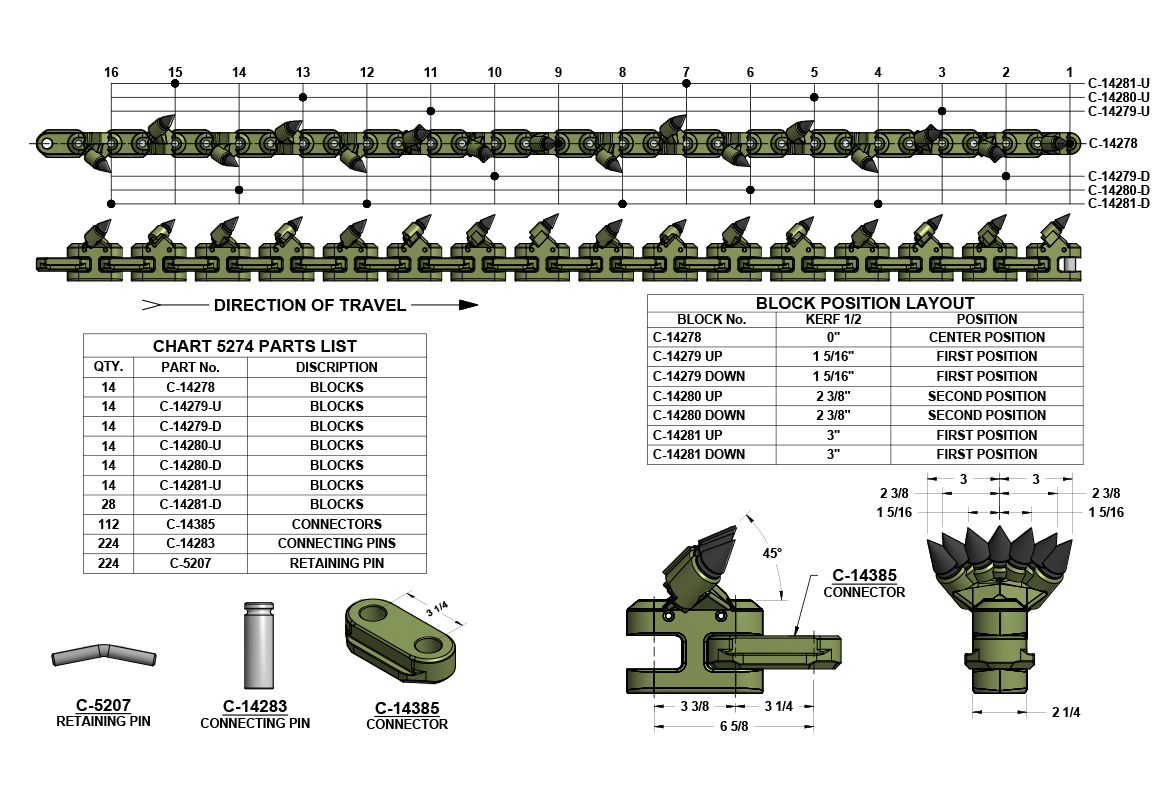 16 15 14 13 12 11 10 9 8 7 6 5 4 3 2 1
C-14281-U
C-14280-U
C-14279-U
C-14278
C-14279-D
C-14280-D
C-14281-D
DIRECTION OF TRAVEL
CHART 5274 PARTS LIST
QTY. PART No. DISCRIPTION
14 C-14278 BLOCKS
14 C-14279-U BLOCKS
14 C-14279-D BLOCKS
14 C-14280-U BLOCKS
14 C-14280-D BLOCKS
14 C-14281-U BLOCKS
28 C-14281-D BLOCKS
112 C-14385 CONNECTORS
224 C-14283 CONNECTING PINS
224 C-5207 RETAINING PIN
BLOCK POSITION LAYOUT
BLOCK No. KERF 1/2 POSITION
C-14278 0" CENTER POSITION
C-14279 UP 1 5/16" FIRST POSITION
C-14279 DOWN 1 5/16" FIRST POSITION
C-14280 UP 2 3/8" SECOND POSITION
C-14280 DOWN 2 3/8" SECOND POSITION
C-14281 UP 3" FIRST POSITION
C-14281 DOWN 3" FIRST POSITION
C-5207
RETAINING PIN
C-14283
CONNECTING PIN
3 1/4
C-14385
CONNECTOR
45°
C-14385
CONNECTOR
3 3/8 3 1/4
6 5/8
3 3
2 3/8 2 3/8
1 5/16 1 5/16
2 1/4